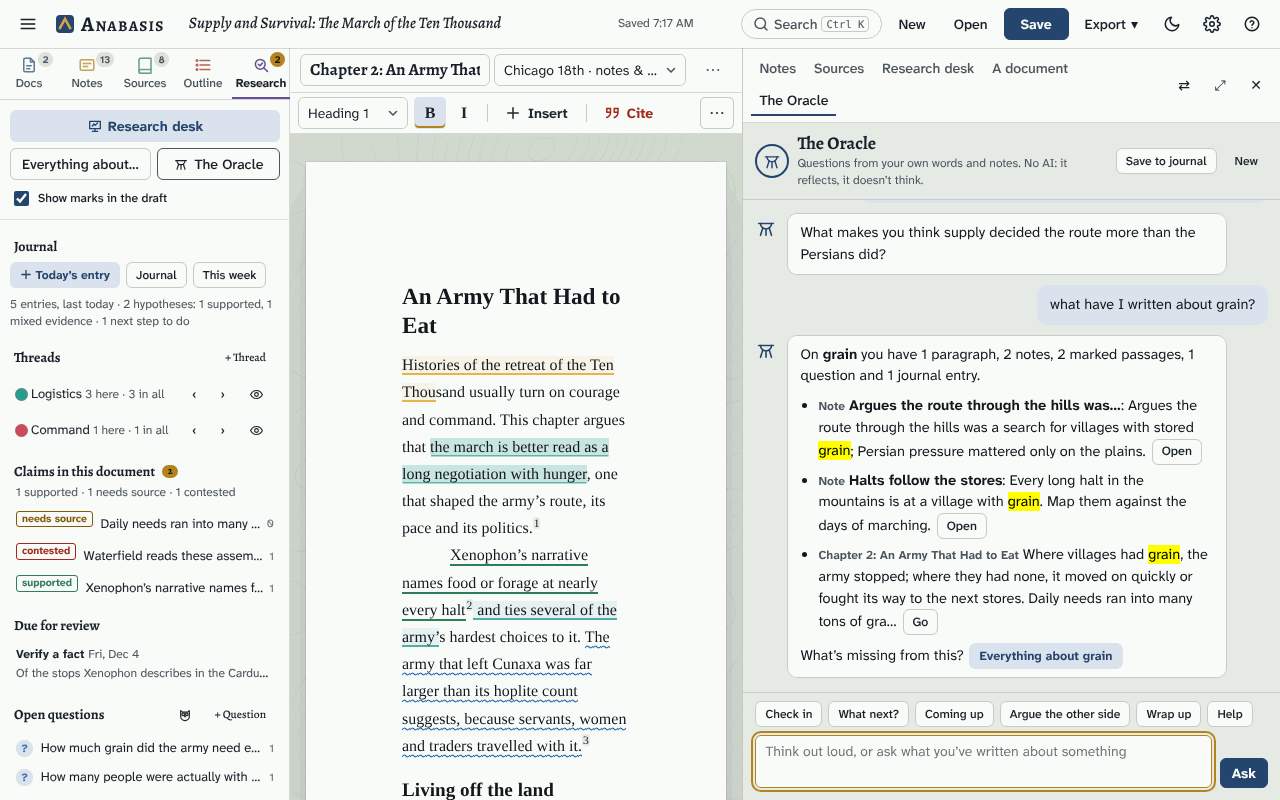 Anabasis
Supply and Survival: The March of the Ten Thousand
Saved 7:17 AM
Search Ctrl K
New
Open
Save
Export ▾
Docs 2
Notes 13
Sources 8
Outline
Research 2
Research desk
Everything about...
The Oracle
Show marks in the draft
Journal
+ Today's entry
Journal
This week
5 entries, last today · 2 hypotheses: 1 supported, 1
mixed evidence · 1 next step to do
Threads
+ Thread
Logistics 3 here · 3 in all ‹ ›
Command 1 here · 1 in all ‹ ›
Claims in this document 2
1 supported · 1 needs source · 1 contested
needs source Daily needs ran into many ... 0
contested Waterfield reads these assem... 1
supported Xenophon's narrative names f... 1
Due for review
Verify a fact Fri, Dec 4
Of the stops Xenophon describes in the Cardu...
Open questions
+ Question
? How much grain did the army need e... 1
? How many people were actually with ... 1
Chapter 2: An Army That
Chicago 18th · notes & ...
Heading 1
B
I
+ Insert
Cite
An Army That Had to
Eat
Histories of the retreat of the Ten
Thousand usually turn on courage
and command. This chapter argues
that the march is better read as a
long negotiation with hunger, one
that shaped the army’s route, its
pace and its politics.1
Xenophon’s narrative
names food or forage at nearly
every halt2 and ties several of the
army’s hardest choices to it. The
army that left Cunaxa was far
larger than its hoplite count
suggests, because servants, women
and traders travelled with it.3
Living off the land
Notes
Sources
Research desk
A document
The Oracle
The Oracle
Questions from your own words and notes. No AI: it
reflects, it doesn’t think.
Save to journal
New
What makes you think supply decided the route more than the
Persians did?
what have I written about grain?
On grain you have 1 paragraph, 2 notes, 2 marked passages, 1
question and 1 journal entry.
• Note Argues the route through the hills was…: Argues the
route through the hills was a search for villages with stored
grain; Persian pressure mattered only on the plains. Open
• Note Halts follow the stores: Every long halt in the
mountains is at a village with grain. Map them against the
days of marching. Open
• Chapter 2: An Army That Had to Eat Where villages had grain, the
army stopped; where they had none, it moved on quickly or
fought its way to the next stores. Daily needs ran into many
tons of gra… Go
What’s missing from this? Everything about grain
Check in
What next?
Coming up
Argue the other side
Wrap up
Help
Think out loud, or ask what you’ve written about something
Ask